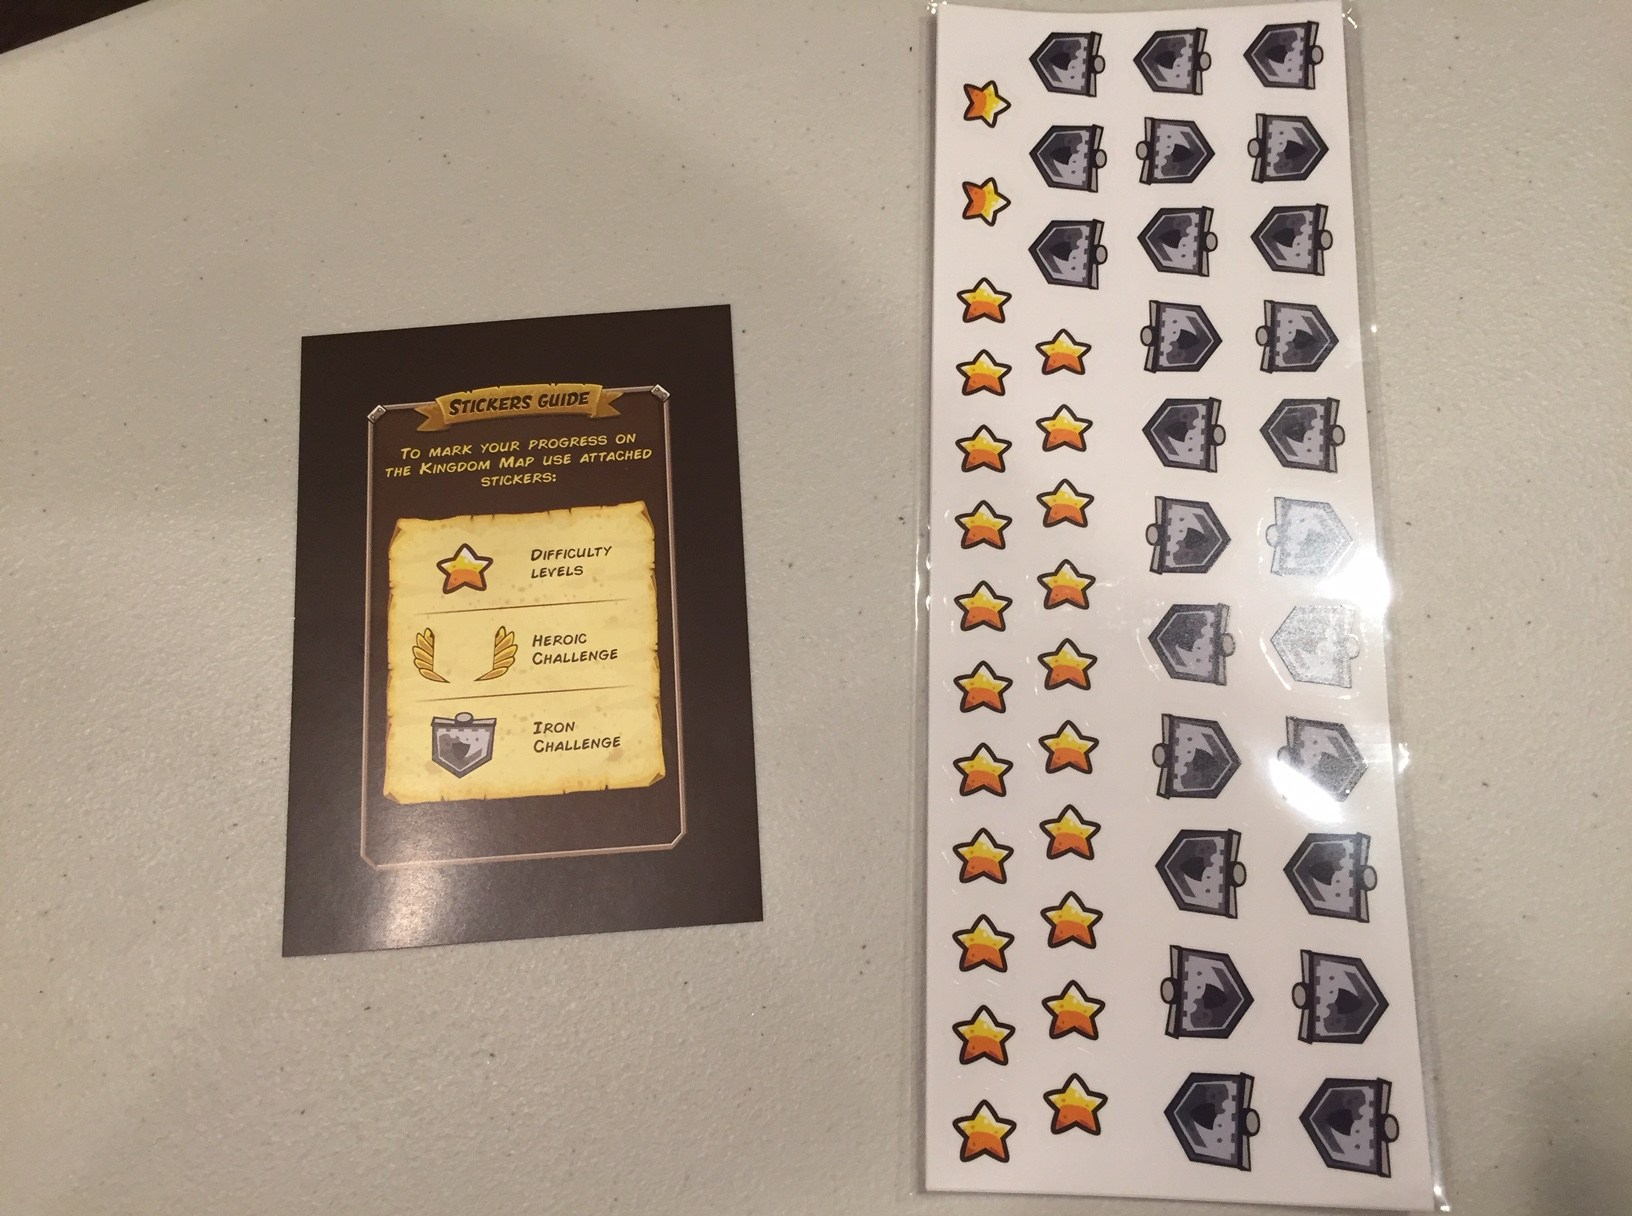 STICKERS GUIDE
TO MARK YOUR PROGRESS ON
THE KINGDOM MAP USE ATTACHED
STICKERS:
DIFFICULTY
LEVELS
HEROIC
CHALLENGE
IRON
CHALLENGE